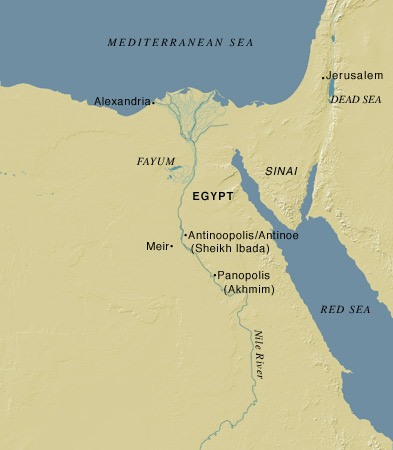 MEDITERRANEAN SEA
Jerusalem
DEAD SEA
Alexandria
FAYUM
SINAI
EGYPT
Antinoopolis/Antinoe
(Sheikh Ibada)
Meir
Panopolis
(Akhmim)
RED SEA
Nile River